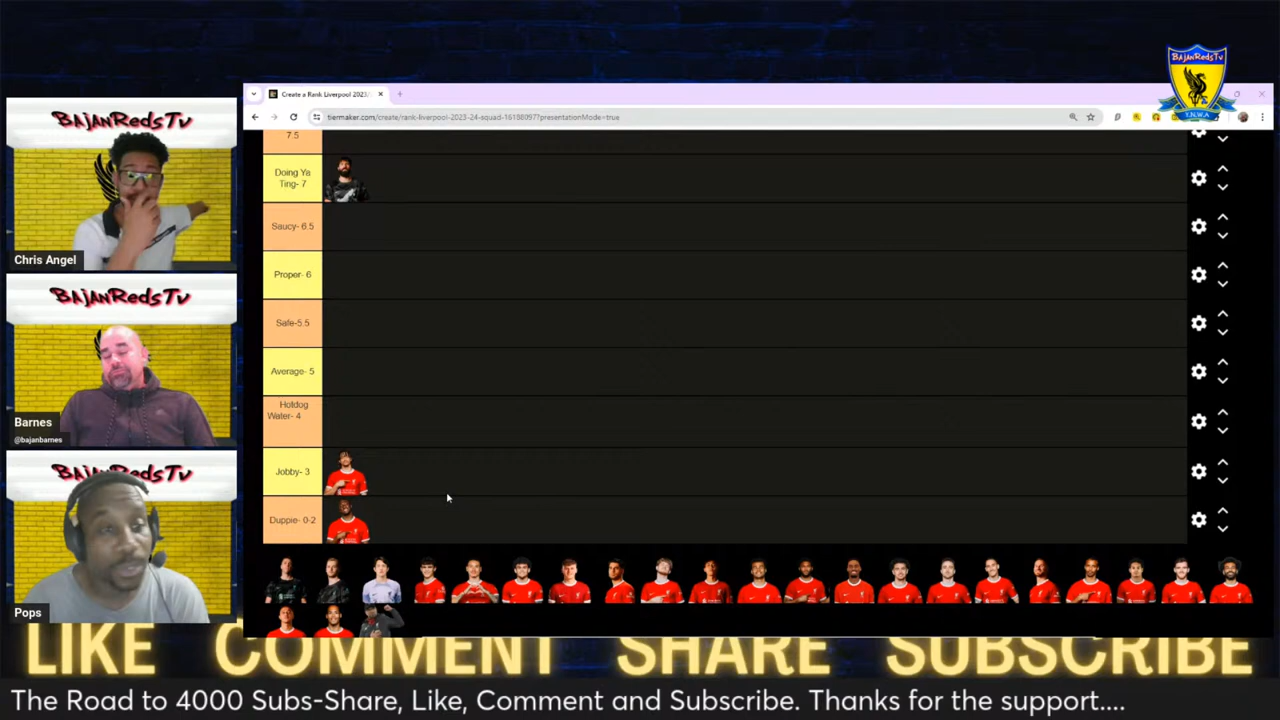 BAJANREDSTV
Y.N.W.A
BAJANREDSTV
Chris Angel
BAJANREDSTV
Barnes
@bajanbarnes
BAJANREDSTV
Pops
Create a Rank Liverpool 2023/
tiermaker.com/create/rank-liverpool-2023-24-squad-16188097?presentationMode=true
7.5
Doing Ya
Ting- 7
Saucy- 6.5
Proper- 6
Safe-5.5
Average- 5
Hotdog
Water- 4
Jobby- 3
Duppie- 0-2
LIKE COMMENT SHARE SUBSCRIBE
The Road to 4000 Subs-Share, Like, Comment and Subscribe. Thanks for the support....